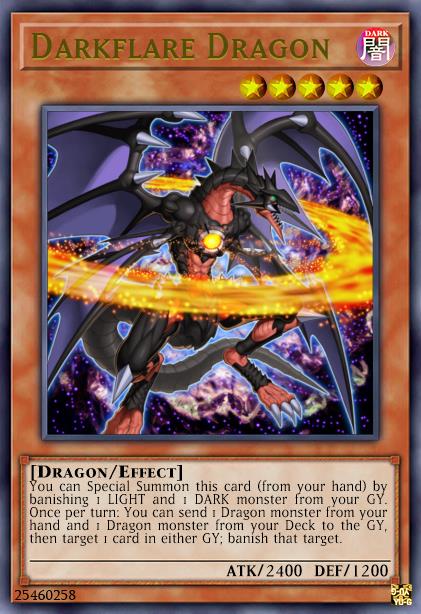 DARKFLARE DRAGON
DARK
闇
[DRAGON/EFFECT]
You can Special Summon this card (from your hand) by
banishing 1 LIGHT and 1 DARK monster from your GY.
Once per turn: You can send 1 Dragon monster from your
hand and 1 Dragon monster from your Deck to the GY,
then target 1 card in either GY; banish that target.
ATK/2400 DEF/1200
25460258